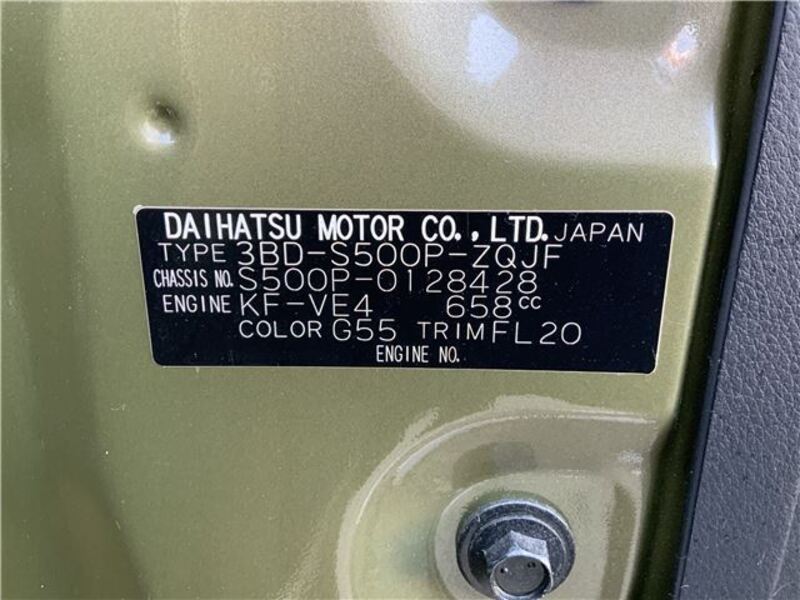 DAIHATSU MOTOR CO., LTD. JAPAN
TYPE 3BD-S500P-ZQJF
CHASSIS NO. S500P-0128428
ENGINE KF-VE4 658cc
COLOR G55 TRIM FL20
ENGINE NO.